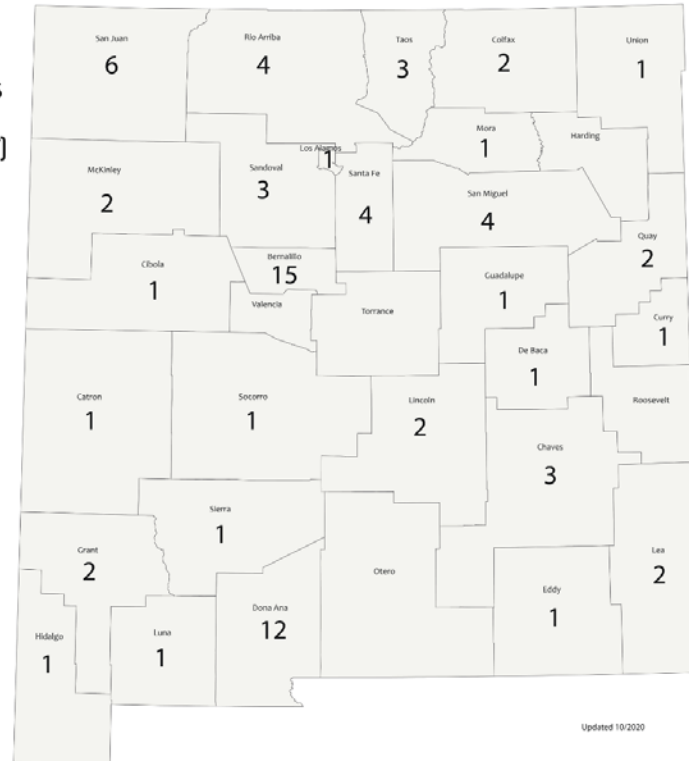 San Juan
6
Rio Arriba
4
Taos
3
Colfax
2
Union
1
Mora
1
Harding
Los Alamos
1
McKinley
2
Sandoval
3
Santa Fe
4
San Miguel
4
Quay
2
Cibola
1
Bernalillo
15
Guadalupe
1
Valencia
Torrance
Curry
1
De Baca
1
Catron
1
Socorro
1
Lincoln
2
Roosevelt
Chaves
3
Sierra
1
Grant
2
Otero
Lea
2
Eddy
1
Dona Ana
12
Luna
1
Hidalgo
1
Updated 10/2020